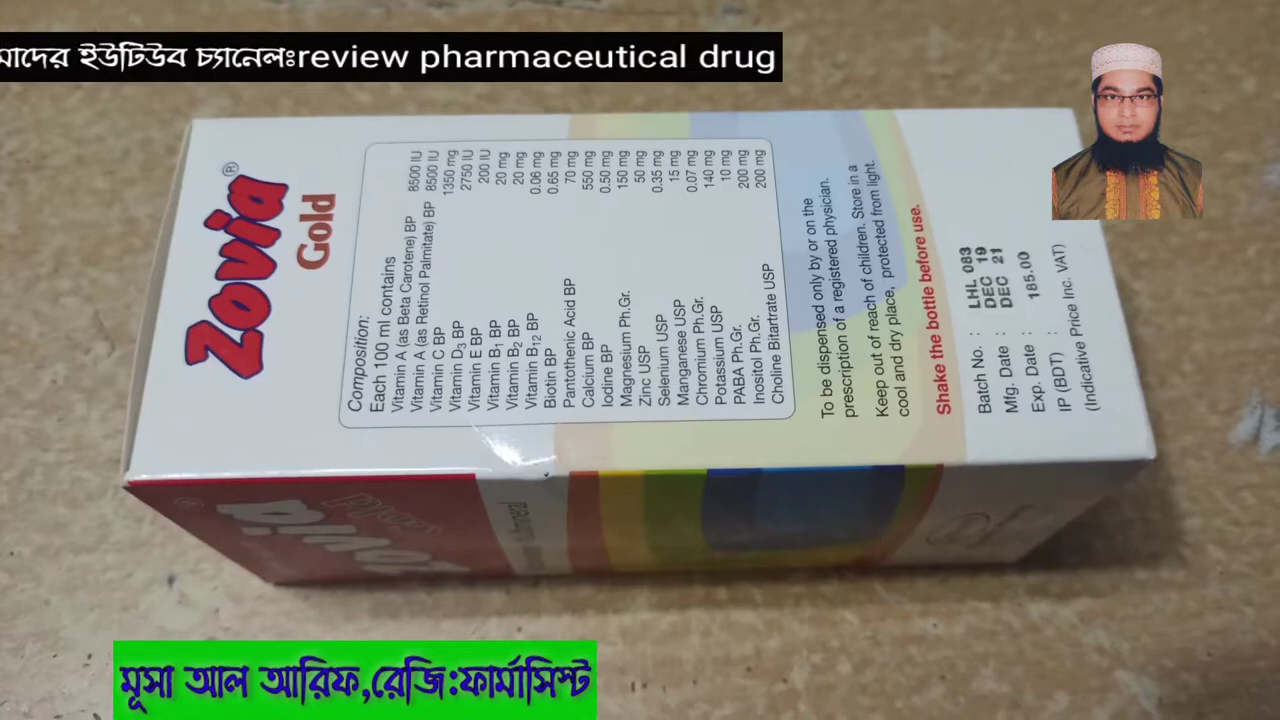 মাদের ইউটিউব চ্যানেলঃreview pharmaceutical drug
Zovia®
Gold
Composition:
Each 100 ml contains
Vitamin A (as Beta Carotene) BP 8500 IU
Vitamin A (as Retinol Palmitate) BP 8500 IU
Vitamin C BP 1350 mg
Vitamin D3 BP 2750 IU
Vitamin E BP 200 IU
Vitamin B1 BP 20 mg
Vitamin B2 BP 20 mg
Vitamin B12 BP 0.06 mg
Biotin BP 0.65 mg
Pantothenic Acid BP 70 mg
Calcium BP 550 mg
Iodine BP 0.50 mg
Magnesium Ph.Gr. 150 mg
Zinc USP 50 mg
Selenium USP 0.35 mg
Manganese USP 15 mg
Chromium Ph.Gr. 0.07 mg
Potassium USP 140 mg
PABA Ph.Gr. 10 mg
Inositol Ph.Gr. 200 mg
Choline Bitartrate USP 200 mg
To be dispensed only by or on the
prescription of a registered physician.
Keep out of reach of children. Store in a
cool and dry place, protected from light.
Shake the bottle before use.
Batch No. : LHL 083
Mfg. Date : DEC 19
Exp. Date : DEC 21
IP (BDT) : 185.00
(Indicative Price Inc. VAT)
Zovia
Gold
মূসা আল আরিফ,রেজি:ফার্মাসিস্ট